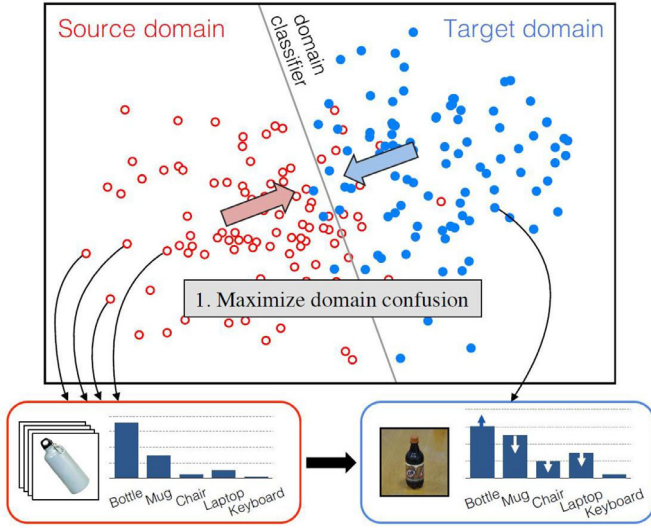 Source domain
domain
classifier
Target domain
1. Maximize domain confusion
Bottle
Mug
Chair
Laptop
Keyboard
Bottle
Mug
Chair
Laptop
Keyboard